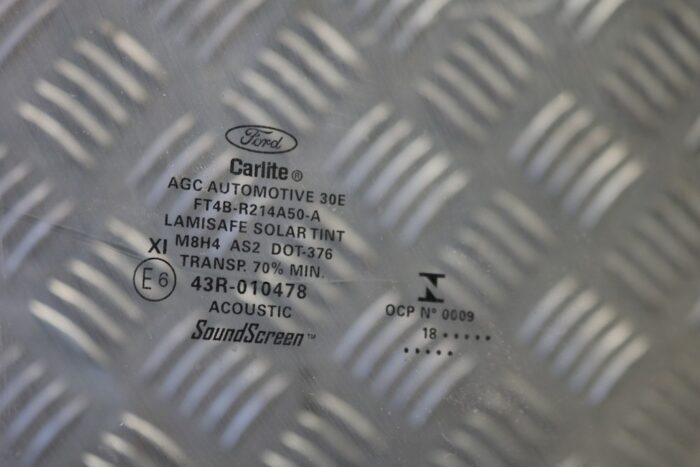 Ford
Carlite ®
AGC AUTOMOTIVE 30E
FT4B-R214A50-A
LAMISAFE SOLAR TINT
M8H4 AS2 DOT-376
TRANSP. 70% MIN.
XI
E6
43R-010478
ACOUSTIC
SoundScreen™
N
OCP Nº 0009
18 •••••
•••••